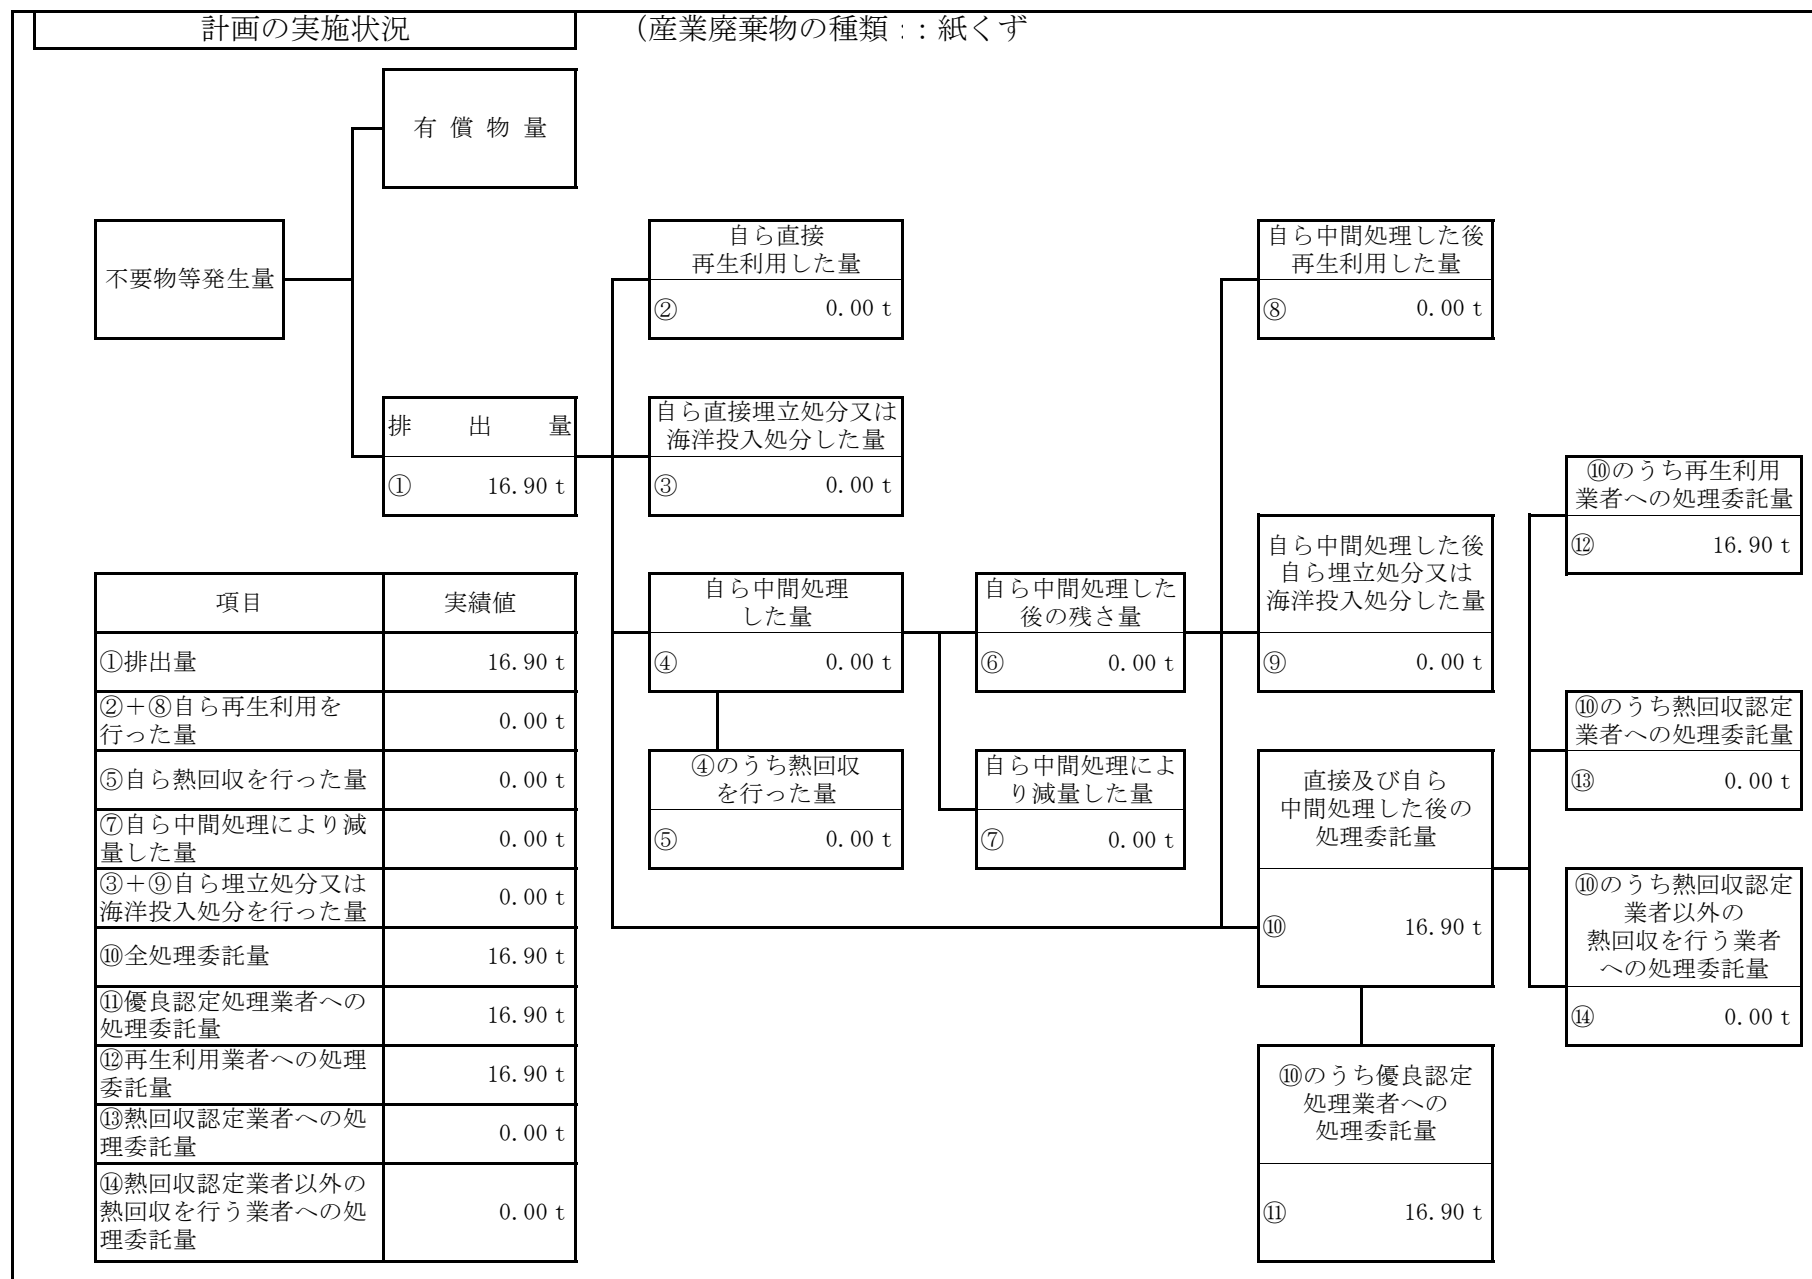 計画の実施状況
（産業廃棄物の種類：：紙くず
有償物量
不要物等発生量
自ら直接
再生利用した量
② 0.00 t
自ら中間処理した後
再生利用した量
⑧ 0.00 t
排出量
① 16.90 t
自ら直接埋立処分又は
海洋投入処分した量
③ 0.00 t
⑩のうち再生利用
業者への処理委託量
⑫ 16.90 t
自ら中間処理した後
自ら埋立処分又は
海洋投入処分した量
⑨ 0.00 t
自ら中間処理
した量
④ 0.00 t
自ら中間処理した
後の残さ量
⑥ 0.00 t
④のうち熱回収
を行った量
⑤ 0.00 t
自ら中間処理によ
り減量した量
⑦ 0.00 t
直接及び自ら
中間処理した後の
処理委託量
⑩ 16.90 t
⑩のうち熱回収認定
業者への処理委託量
⑬ 0.00 t
⑩のうち熱回収認定
業者以外の
熱回収を行う業者
への処理委託量
⑭ 0.00 t
⑩のうち優良認定
処理業者への
処理委託量
⑪ 16.90 t
項目 実績値
①排出量 16.90 t
②＋⑧自ら再生利用を
行った量 0.00 t
⑤自ら熱回収を行った量 0.00 t
⑦自ら中間処理により減
量した量 0.00 t
③＋⑨自ら埋立処分又は
海洋投入処分を行った量 0.00 t
⑩全処理委託量 16.90 t
⑪優良認定処理業者への
処理委託量 16.90 t
⑫再生利用業者への処理
委託量 16.90 t
⑬熱回収認定業者への処
理委託量 0.00 t
⑭熱回収認定業者以外の
熱回収を行う業者への処
理委託量 0.00 t